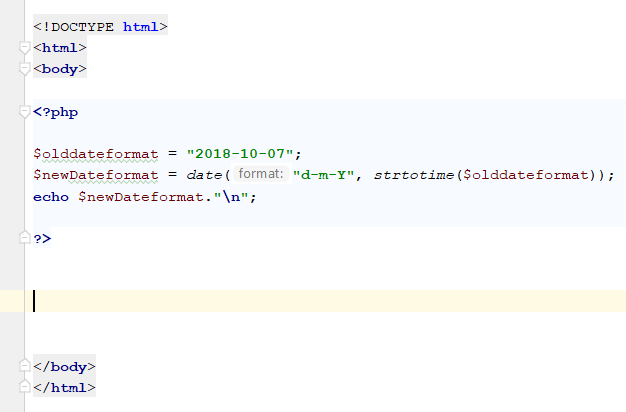 <!DOCTYPE html>
<html>
<body>
<?php
$olddateformat = "2018-10-07";
$newDateformat = date( format: "d-m-Y", strtotime($olddateformat));
echo $newDateformat."\n";
?>
</body>
</html>